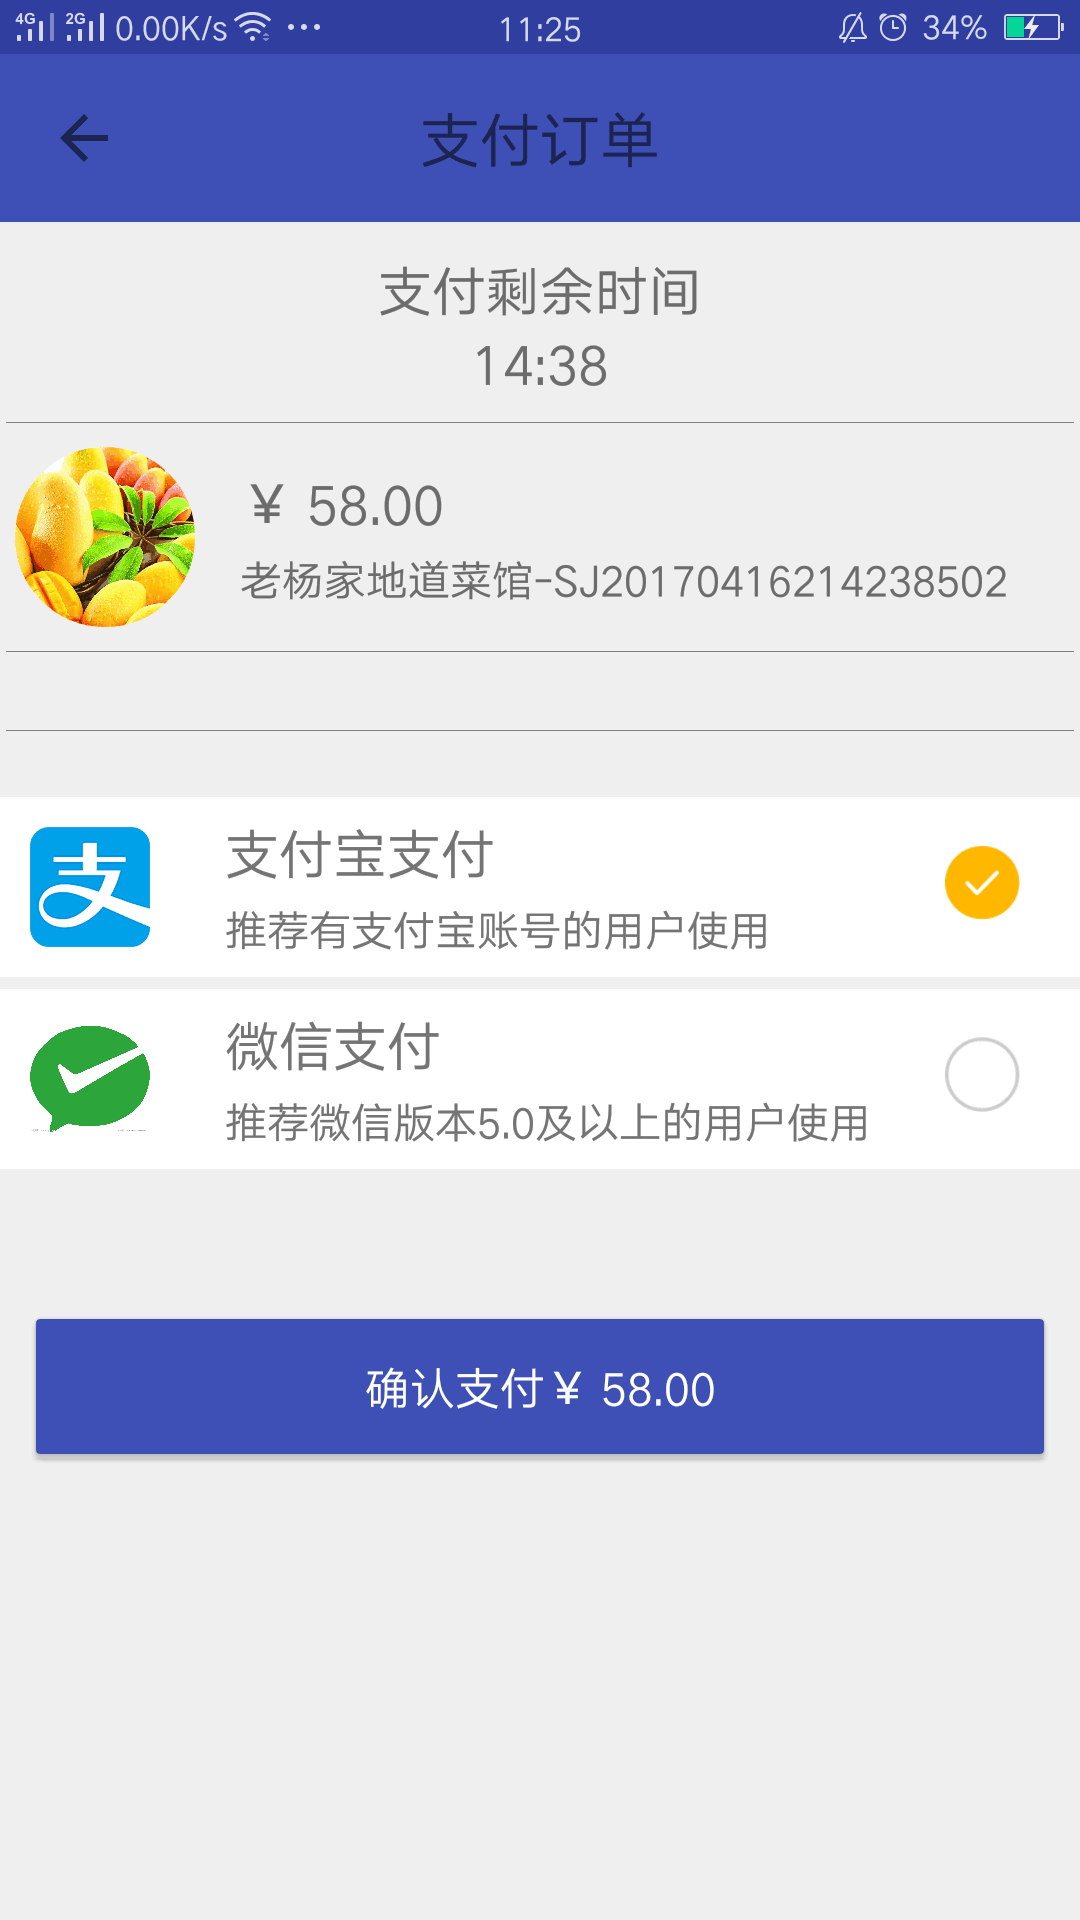 4G 2G 0.00K/s 11:25 34%
支付订单
支付剩余时间
14:38
¥ 58.00
老杨家地道菜馆-SJ20170416214238502
支
支付宝支付
推荐有支付宝账号的用户使用
微信支付
推荐微信版本5.0及以上的用户使用
确认支付¥ 58.00